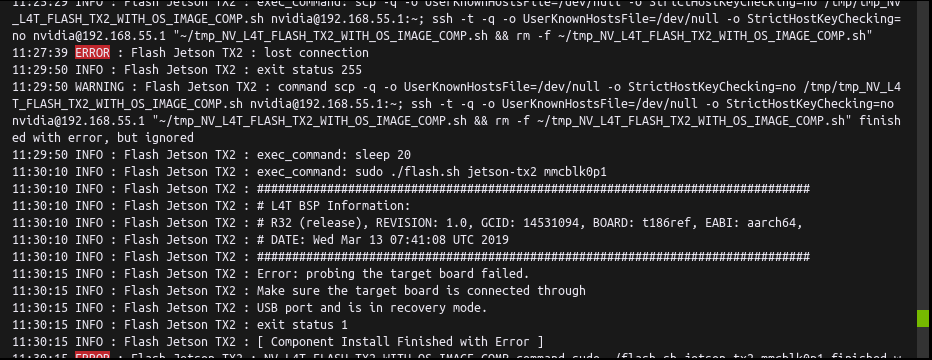 11:23:29 INFO : Flash Jetson TX2 : exec_command: scp -q -o UserKnownHostsFile=/dev/null -o StrictHostKeyChecking=no /tmp/tmp_NV
_L4T_FLASH_TX2_WITH_OS_IMAGE_COMP.sh nvidia@192.168.55.1:~; ssh -t -q -o UserKnownHostsFile=/dev/null -o StrictHostKeyChecking=
no nvidia@192.168.55.1 "~/tmp_NV_L4T_FLASH_TX2_WITH_OS_IMAGE_COMP.sh && rm -f ~/tmp_NV_L4T_FLASH_TX2_WITH_OS_IMAGE_COMP.sh"
11:27:39 ERROR : Flash Jetson TX2 : lost connection
11:29:50 INFO : Flash Jetson TX2 : exit status 255
11:29:50 WARNING : Flash Jetson TX2 : command scp -q -o UserKnownHostsFile=/dev/null -o StrictHostKeyChecking=no /tmp/tmp_NV_L4
T_FLASH_TX2_WITH_OS_IMAGE_COMP.sh nvidia@192.168.55.1:~; ssh -t -q -o UserKnownHostsFile=/dev/null -o StrictHostKeyChecking=no
nvidia@192.168.55.1 "~/tmp_NV_L4T_FLASH_TX2_WITH_OS_IMAGE_COMP.sh && rm -f ~/tmp_NV_L4T_FLASH_TX2_WITH_OS_IMAGE_COMP.sh" finish
ed with error, but ignored
11:29:50 INFO : Flash Jetson TX2 : exec_command: sleep 20
11:30:10 INFO : Flash Jetson TX2 : exec_command: sudo ./flash.sh jetson-tx2 mmcblk0p1
11:30:10 INFO : Flash Jetson TX2 : ###############################################################################
11:30:10 INFO : Flash Jetson TX2 : # L4T BSP Information:
11:30:10 INFO : Flash Jetson TX2 : # R32 (release), REVISION: 1.0, GCID: 14531094, BOARD: t186ref, EABI: aarch64,
11:30:10 INFO : Flash Jetson TX2 : # DATE: Wed Mar 13 07:41:08 UTC 2019
11:30:10 INFO : Flash Jetson TX2 : ###############################################################################
11:30:15 INFO : Flash Jetson TX2 : Error: probing the target board failed.
11:30:15 INFO : Flash Jetson TX2 : Make sure the target board is connected through
11:30:15 INFO : Flash Jetson TX2 : USB port and is in recovery mode.
11:30:15 INFO : Flash Jetson TX2 : exit status 1
11:30:15 INFO : Flash Jetson TX2 : [ Component Install Finished with Error ]
11:30:15 ERROR : Flash Jetson TX2 : NV_L4T_FLASH_TX2_WITH_OS_IMAGE_COMP command sudo ./flash.sh jetson-tx2 mmcblk0p1 finished